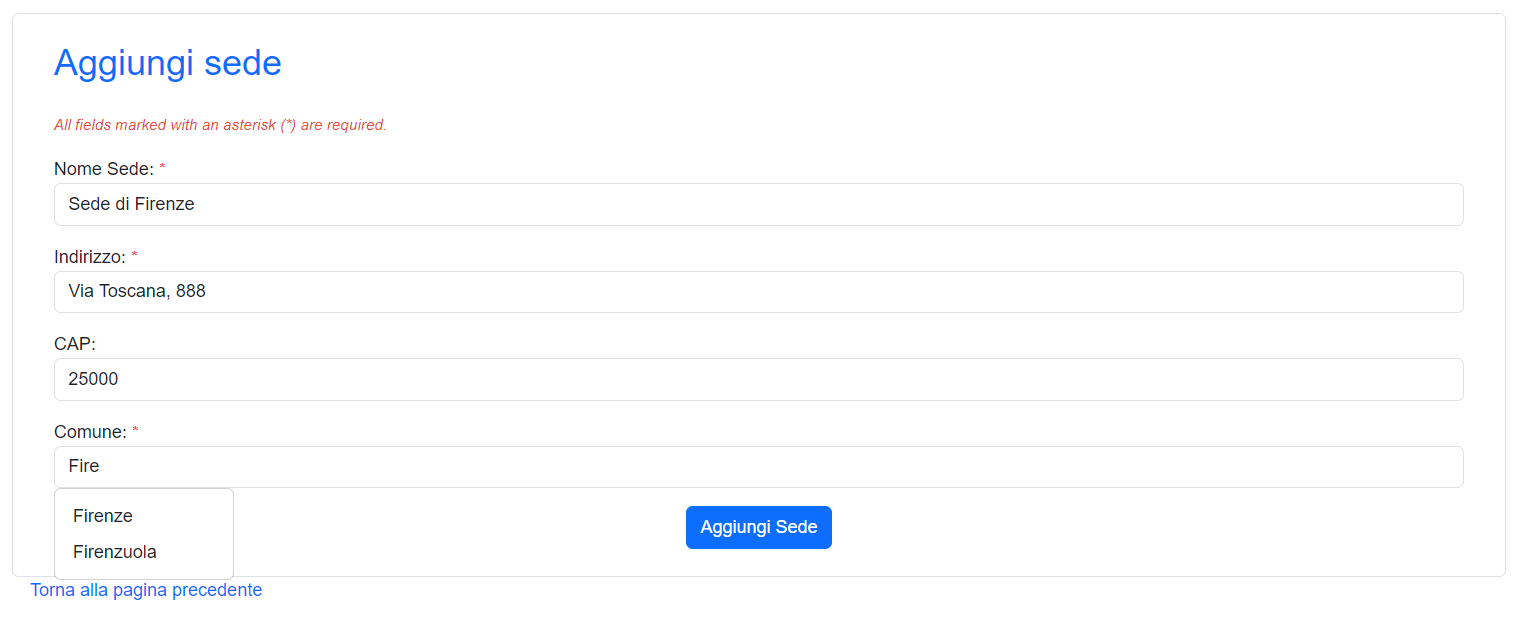 Aggiungi sede
All fields marked with an asterisk (*) are required.
Nome Sede: *
Sede di Firenze
Indirizzo: *
Via Toscana, 888
CAP:
25000
Comune: *
Fire
Firenze
Aggiungi Sede
Firenzuola
Torna alla pagina precedente